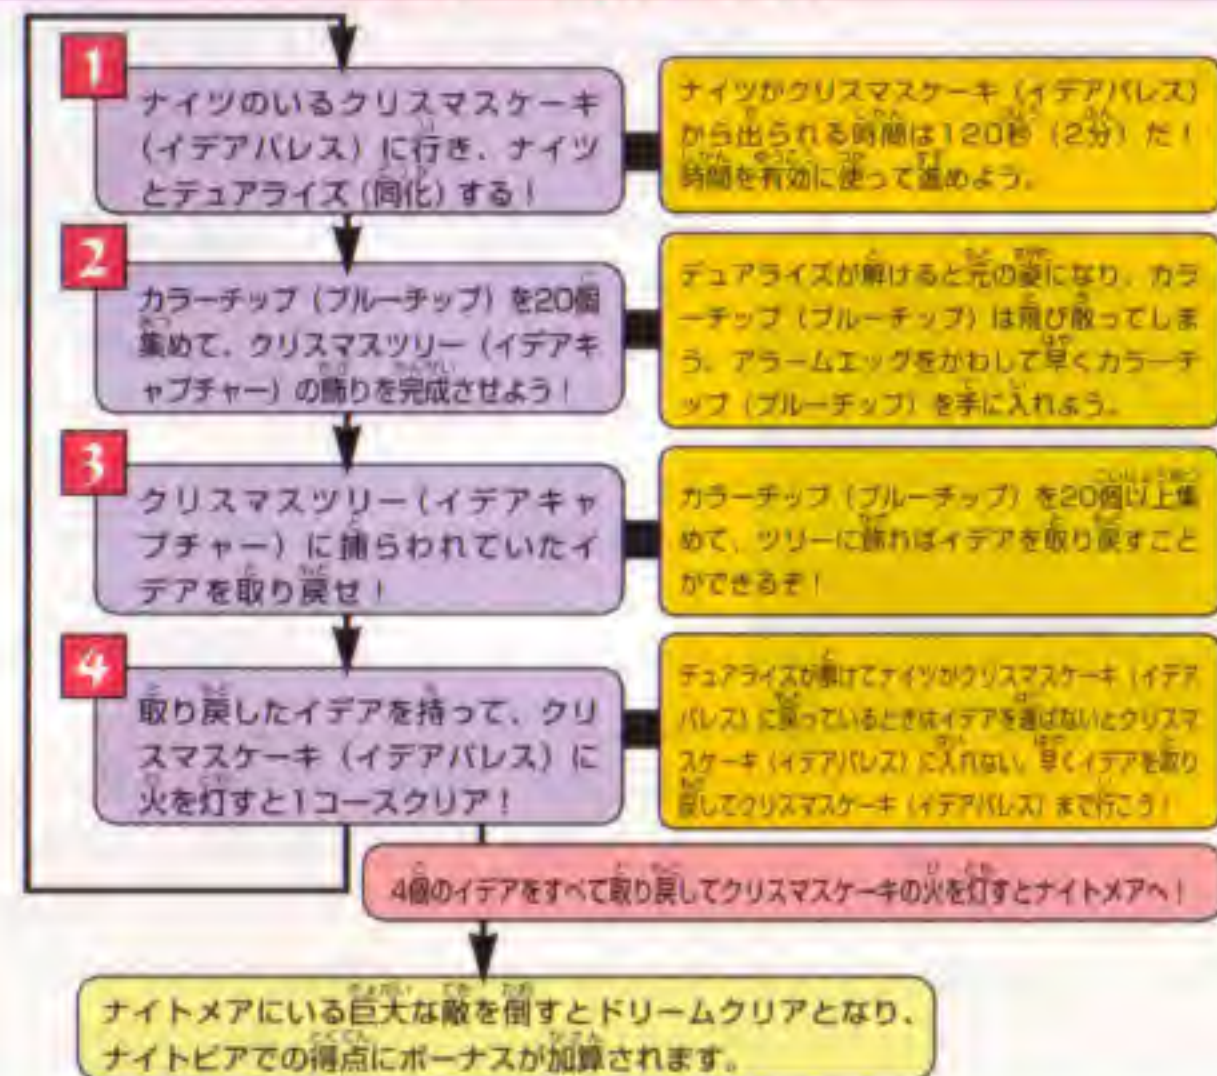 1
ナイツのいるクリスマスケーキ
(イデアパレス)に行き、ナイツ
とデュアライズ(同化)する！
ナイツがクリスマスケーキ(イデアパレス)
から出られる時間は120秒(2分)だ！
時間を有効に使って進めよう。
2
カラーチップ(ブルーチップ)を20個
集めて、クリスマスツリー(イデアキ
ャプチャー)の飾りを完成させよう！
デュアライズが解けると元の姿になり、カラ
ーチップ(ブルーチップ)は飛び散ってしま
う。アラームエッグをかわして早くカラーチ
ップ(ブルーチップ)を手に入れよう。
3
クリスマスツリー(イデアキャ
プチャー)に捕らわれていたイ
デアを取り戻せ！
カラーチップ(ブルーチップ)を20個以上集
めて、ツリーに飾ればイデアを取り戻すこと
ができるぞ！
4
取り戻したイデアを持って、クリ
スマスケーキ(イデアパレス)に
火を灯すと1コースクリア！
デュアライズが解けてナイツがクリスマスケーキ(イデア
パレス)に戻っているときはイデアを運ばないとクリスマ
スケーキ(イデアパレス)に入れない。早くイデアを取り
戻してクリスマスケーキ(イデアパレス)まで行こう！
4個のイデアをすべて取り戻してクリスマスケーキの火を灯すとナイトメアへ！
ナイトメアにいる巨大な敵を倒すとドリームクリアとなり、
ナイトピアでの得点にボーナスが加算されます。